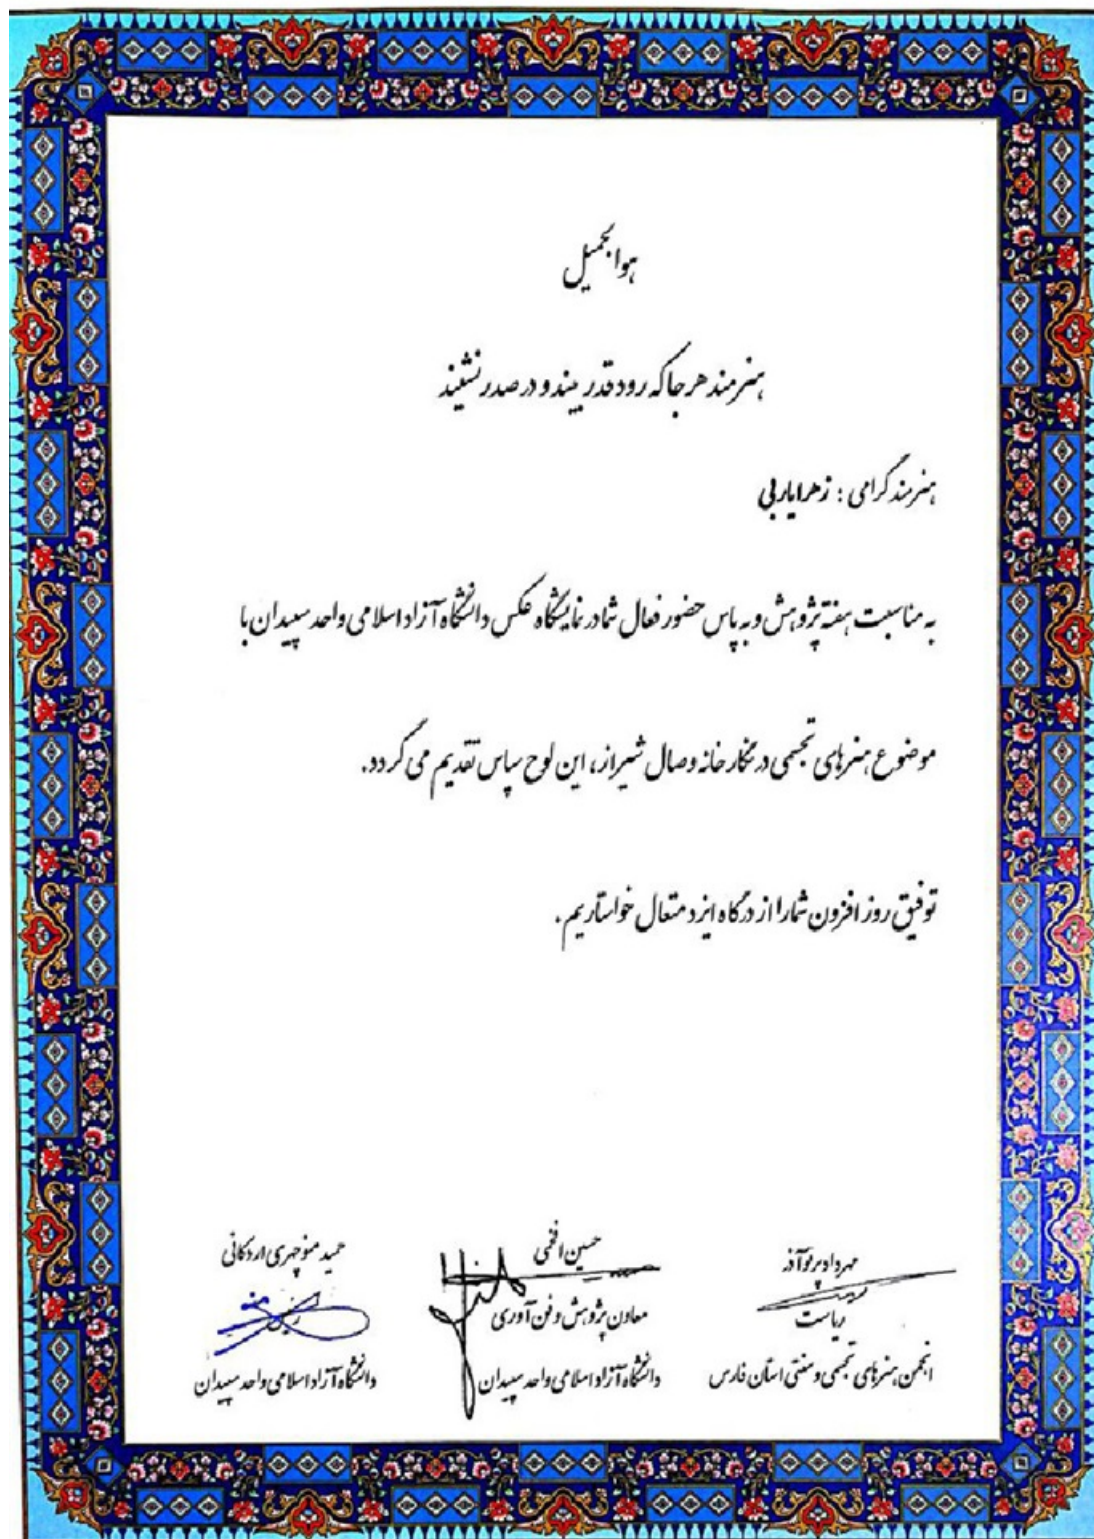 هوالجمیل
هنرمند هر جا که رود قدر بیند و در صدر نشیند
هنرمند گرامی : زهرا یاربی
به مناسبت هفته پژوهش و به پاس حضور فعال شما در نمایشگاه عکس دانشگاه آزاد اسلامی واحد سپیدان با
موضوع هنرهای تجسمی در نگارخانه وصال شیراز، این لوح سپاس تقدیم می گردد.
توفیق روز افزون شما را از درگاه ایزد متعال خواستاریم.
مهرداد پرتوآذر حسین افقهی حمید منوچهری اردکانی
ریاست معاون پژوهش و فن آوری رئیس
انجمن هنرهای تجسمی و صنعتی استان فارس دانشگاه آزاد اسلامی واحد سپیدان دانشگاه آزاد اسلامی واحد سپیدان